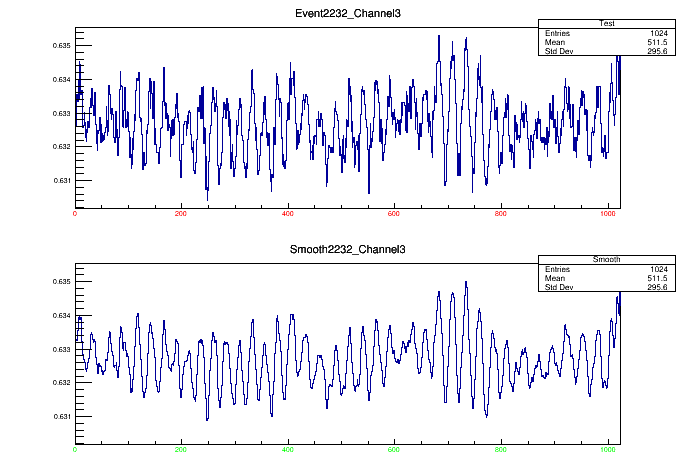 Event2232_Channel3
Test
Entries 1024
Mean 511.5
Std Dev 295.6
0.635
0.634
0.633
0.632
0.631
0 200 400 600 800 1000
Smooth2232_Channel3
Smooth
Entries 1024
Mean 511.5
Std Dev 295.6
0.635
0.634
0.633
0.632
0.631
0 200 400 600 800 1000